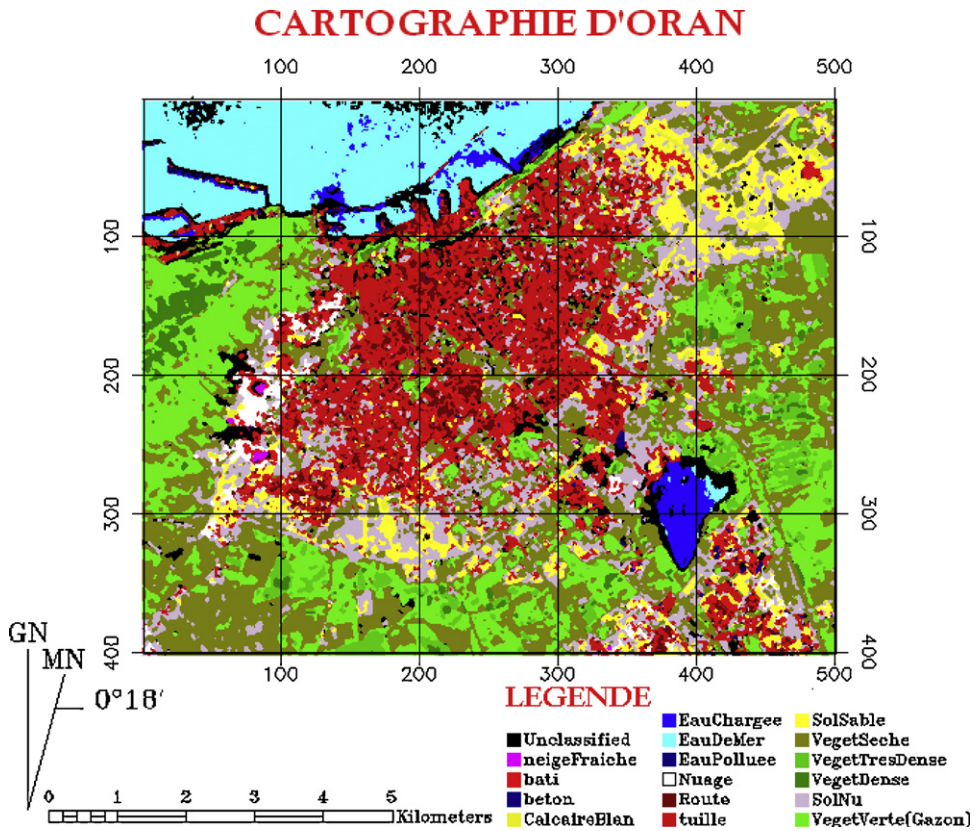 CARTOGRAPHIE D'ORAN
100 200 300 400 500
100 100
200 200
300 300
400 400
100 200 300 400 500
GN
MN
0°18'
LEGENDE
Unclassified
neigeFraiche
bati
beton
CalcaireBlan
EauChargee
EauDeMer
EauPolluee
Nuage
Route
tuille
SolSable
VegetSeche
VegetTresDense
VegetDense
SolNu
VegetVerte(Gazon)
0 1 2 3 4 5
Kilometers